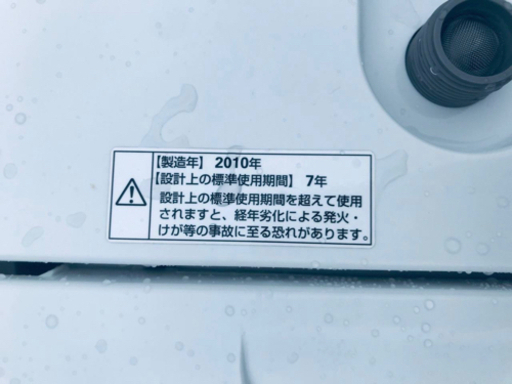 【製造年】 2010年
【設計上の標準使用期間】 7年
設計上の標準使用期間を超えて使用
されますと、経年劣化による発火・
けが等の事故に至る恐れがあります。